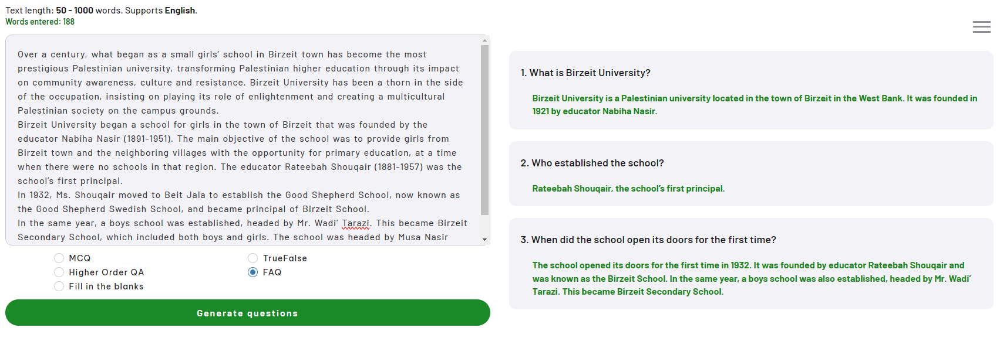 Text length: 50 - 1000 words. Supports English.
Words entered: 188
Over a century, what began as a small girls’ school in Birzeit town has become the most
prestigious Palestinian university, transforming Palestinian higher education through its impact
on community awareness, culture and resistance. Birzeit University has been a thorn in the side
of the occupation, insisting on playing its role of enlightenment and creating a multicultural
Palestinian society on the campus grounds.
Birzeit University began a school for girls in the town of Birzeit that was founded by the
educator Nabiha Nasir (1891-1951). The main objective of the school was to provide girls from
Birzeit town and the neighboring villages with the opportunity for primary education, at a time
when there were no schools in that region. The educator Rateebah Shouqair (1881-1957) was the
school’s first principal.
In 1932, Ms. Shouqair moved to Beit Jala to establish the Good Shepherd School, now known as
the Good Shepherd Swedish School, and became principal of Birzeit School.
In the same year, a boys school was established, headed by Mr. Wadi’ Tarazi. This became Birzeit
Secondary School, which included both boys and girls. The school was headed by Musa Nasir
MCQ
TrueFalse
Higher Order QA
FAQ
Fill in the blanks
Generate questions
1. What is Birzeit University?
Birzeit University is a Palestinian university located in the town of Birzeit in the West Bank. It was founded in
1921 by educator Nabiha Nasir.
2. Who established the school?
Rateebah Shouqair, the school’s first principal.
3. When did the school open its doors for the first time?
The school opened its doors for the first time in 1932. It was founded by educator Rateebah Shouqair and
was known as the Birzeit School. In the same year, a boys school was also established, headed by Mr. Wadi’
Tarazi. This became Birzeit Secondary School.